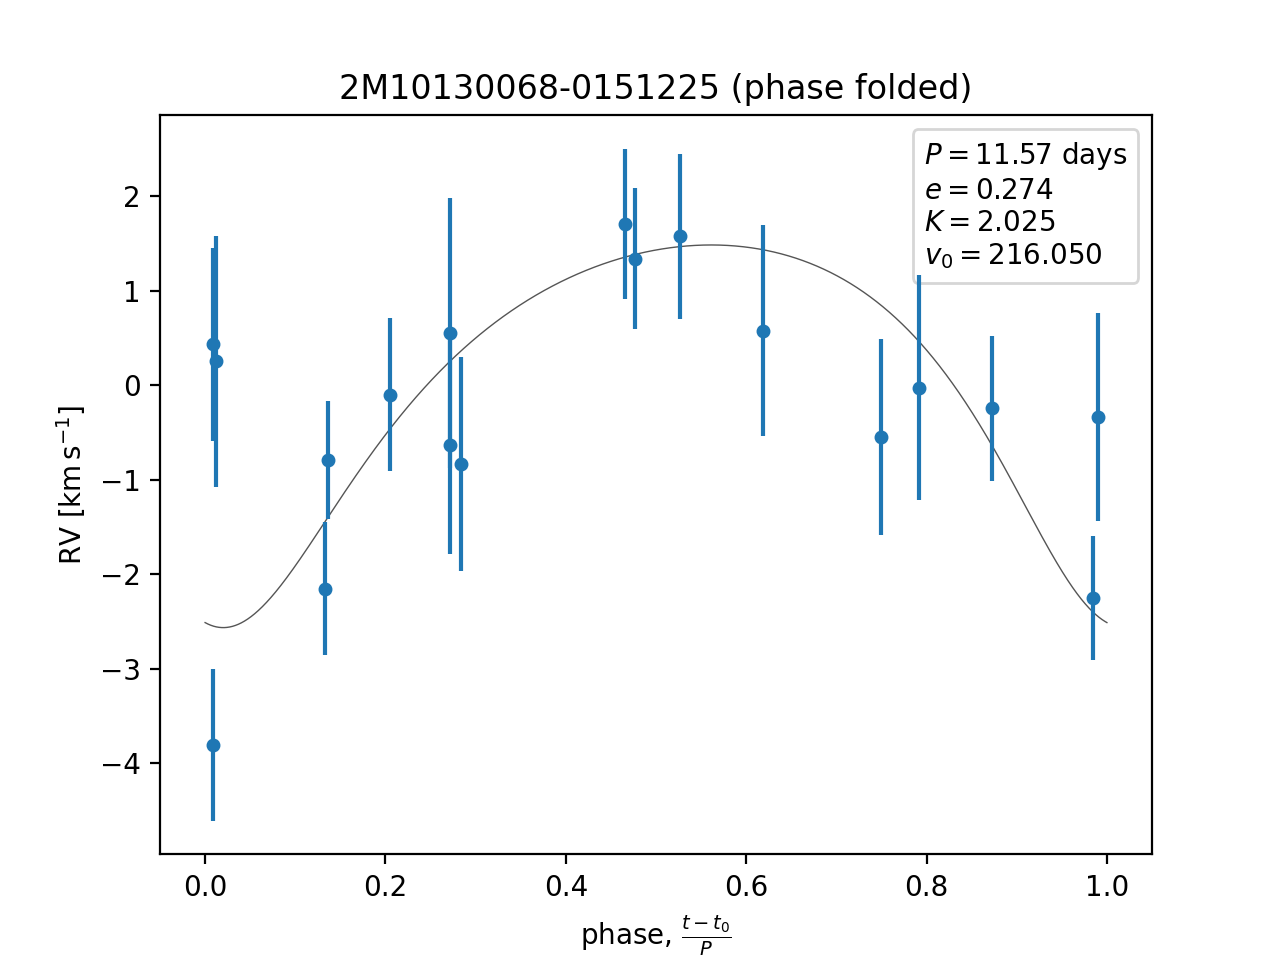 2M10130068-0151225 (phase folded)
P = 11.57 days
e = 0.274
K = 2.025
v₀ = 216.050
RV [km s⁻¹]
2
1
0
−1
−2
−3
−4
0.0 0.2 0.4 0.6 0.8 1.0
phase, (t − t₀)/P